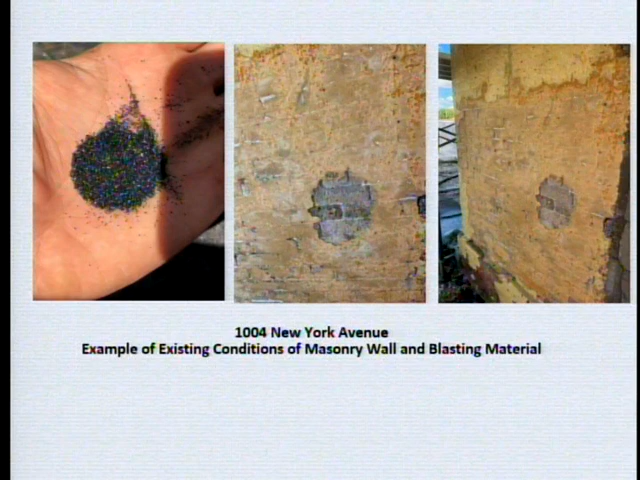 1004 New York Avenue
Example of Existing Conditions of Masonry Wall and Blasting Material